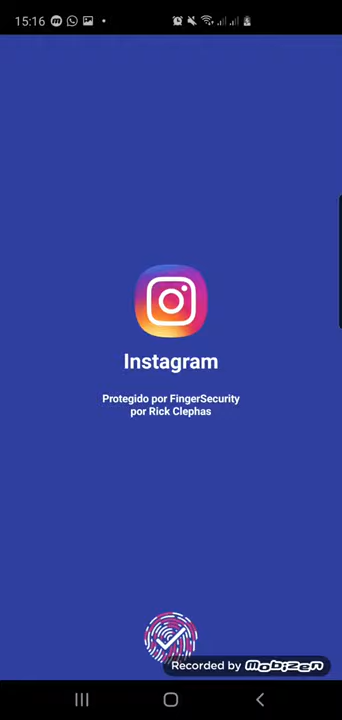 15:16
Instagram
Protegido por FingerSecurity
por Rick Clephas
Recorded by mobizen